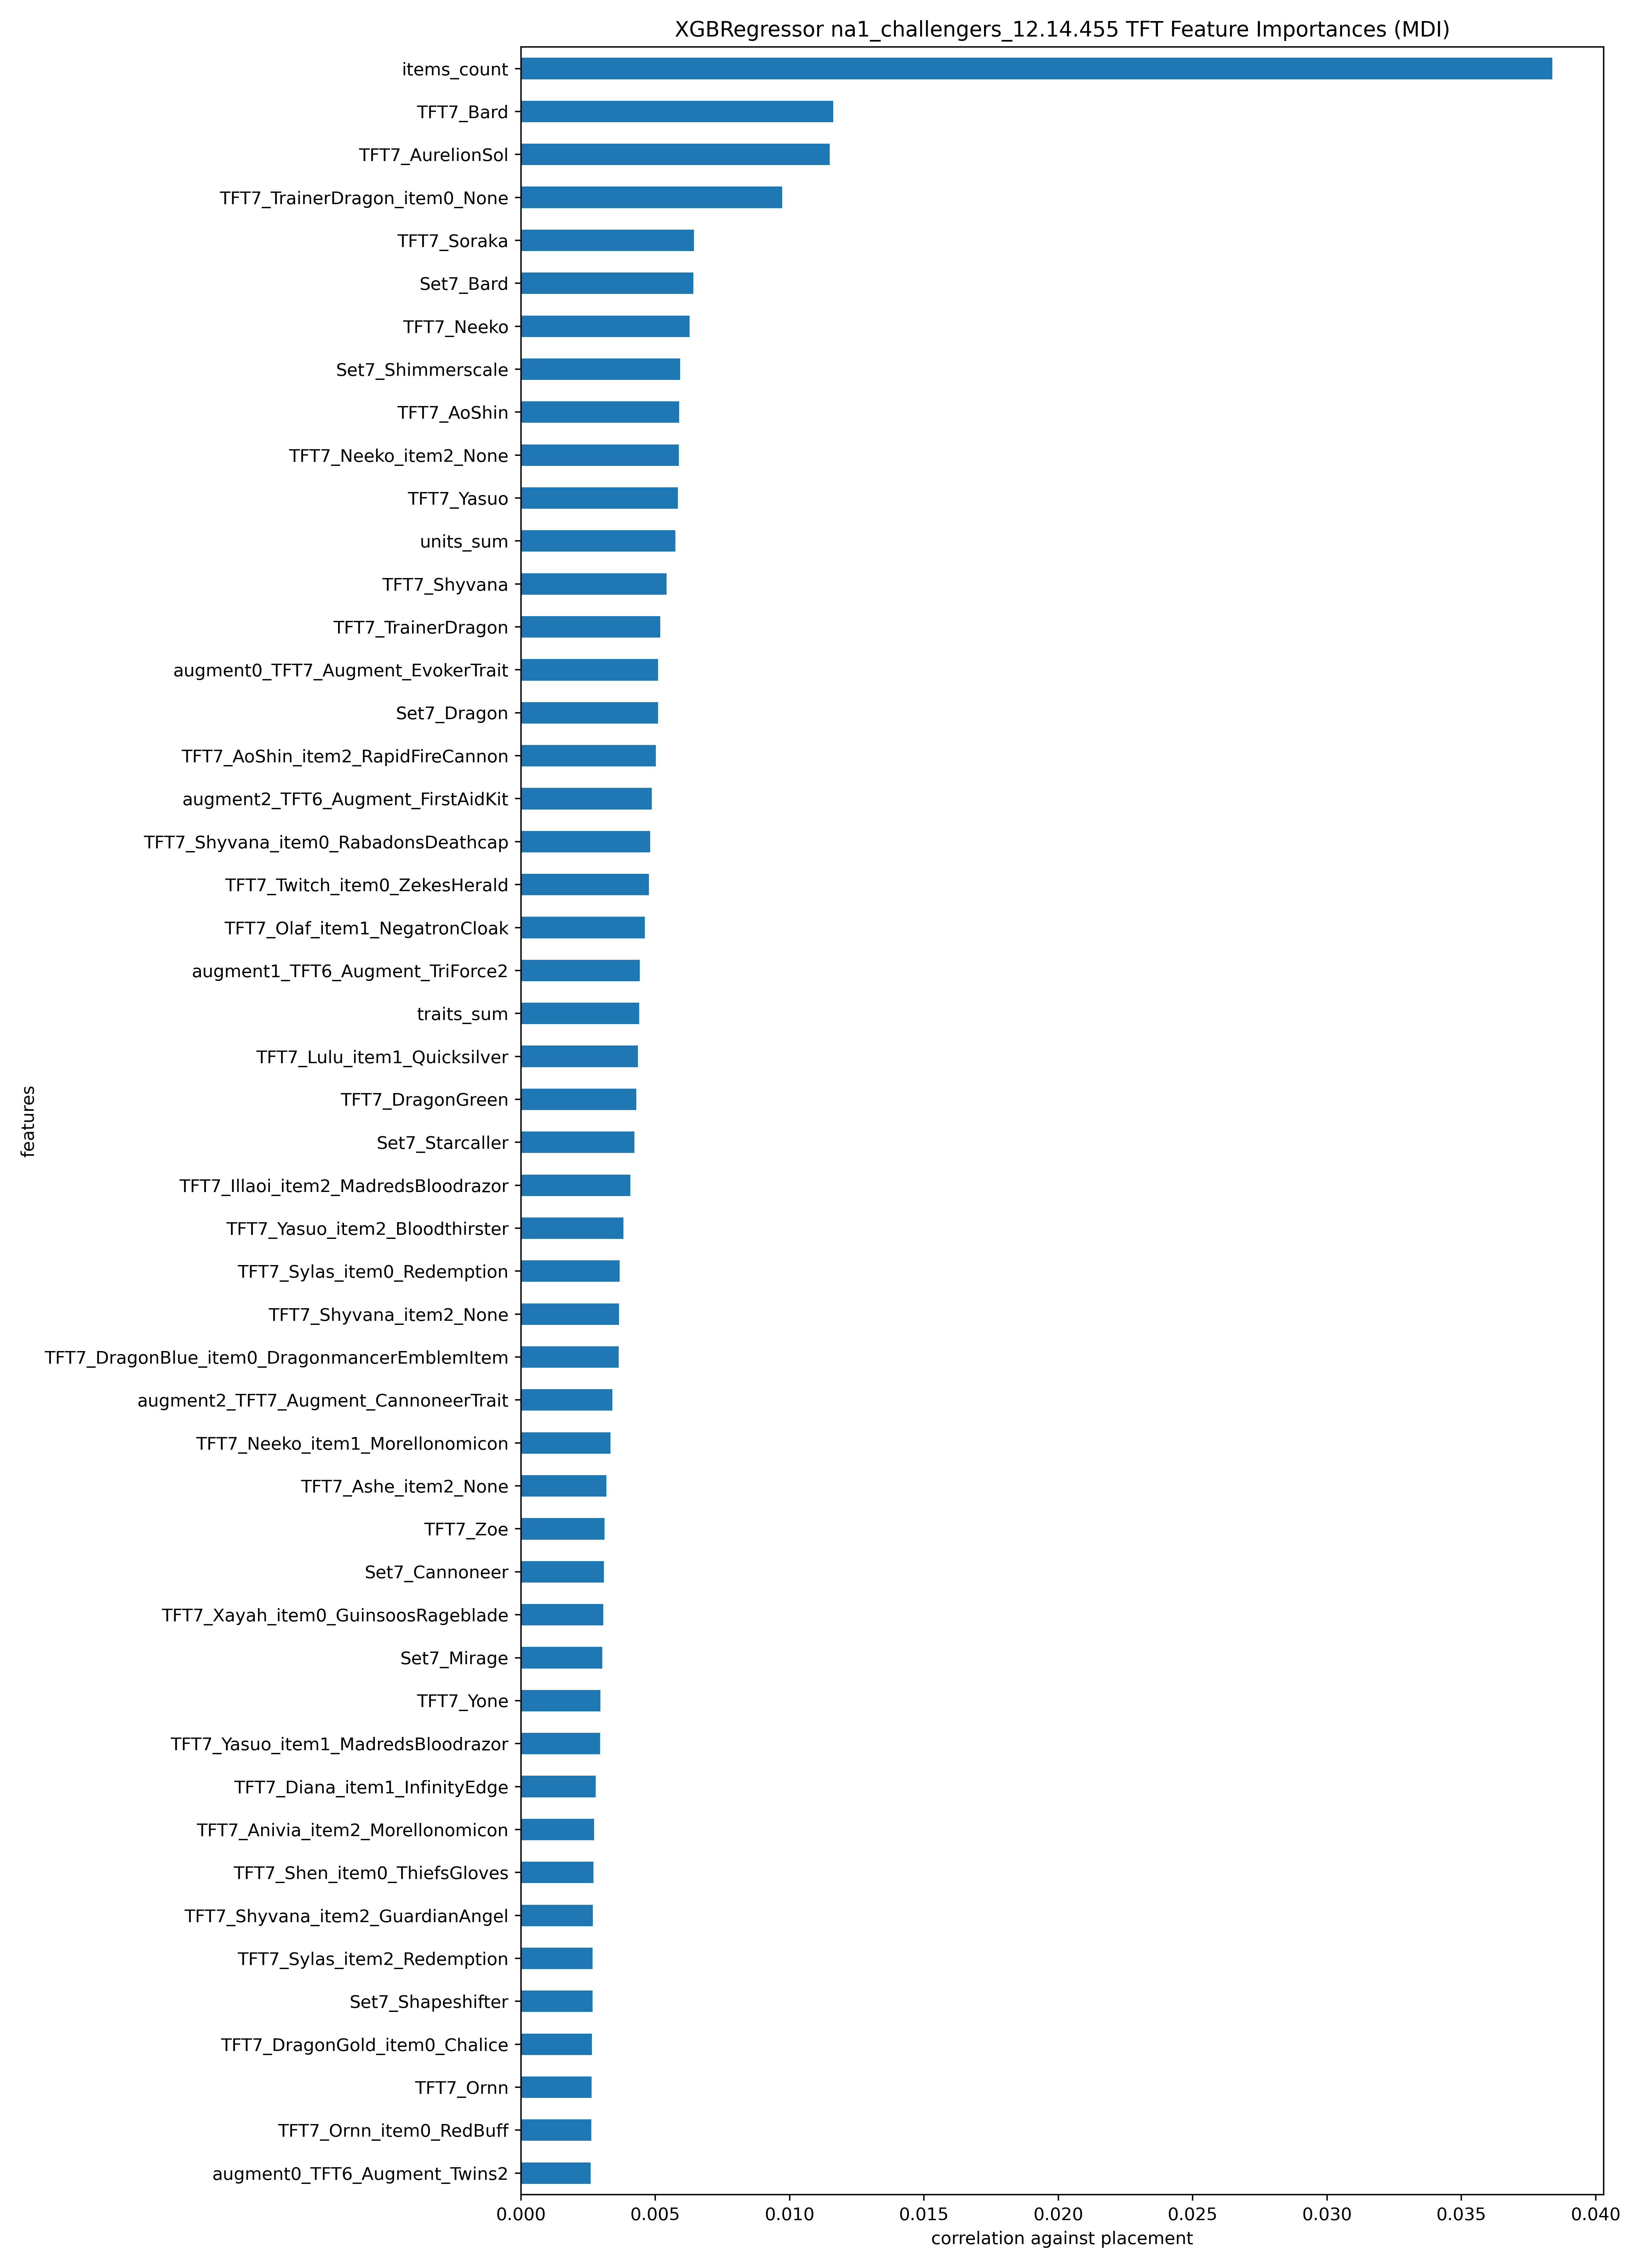 XGBRegressor na1_challengers_12.14.455 TFT Feature Importances (MDI)
items_count
TFT7_Bard
TFT7_AurelionSol
TFT7_TrainerDragon_item0_None
TFT7_Soraka
Set7_Bard
TFT7_Neeko
Set7_Shimmerscale
TFT7_AoShin
TFT7_Neeko_item2_None
TFT7_Yasuo
units_sum
TFT7_Shyvana
TFT7_TrainerDragon
augment0_TFT7_Augment_EvokerTrait
Set7_Dragon
TFT7_AoShin_item2_RapidFireCannon
augment2_TFT6_Augment_FirstAidKit
TFT7_Shyvana_item0_RabadonsDeathcap
TFT7_Twitch_item0_ZekesHerald
TFT7_Olaf_item1_NegatronCloak
augment1_TFT6_Augment_TriForce2
traits_sum
TFT7_Lulu_item1_Quicksilver
TFT7_DragonGreen
Set7_Starcaller
TFT7_Illaoi_item2_MadredsBloodrazor
TFT7_Yasuo_item2_Bloodthirster
TFT7_Sylas_item0_Redemption
TFT7_Shyvana_item2_None
TFT7_DragonBlue_item0_DragonmancerEmblemItem
augment2_TFT7_Augment_CannoneerTrait
TFT7_Neeko_item1_Morellonomicon
TFT7_Ashe_item2_None
TFT7_Zoe
Set7_Cannoneer
TFT7_Xayah_item0_GuinsoosRageblade
Set7_Mirage
TFT7_Yone
TFT7_Yasuo_item1_MadredsBloodrazor
TFT7_Diana_item1_InfinityEdge
TFT7_Anivia_item2_Morellonomicon
TFT7_Shen_item0_ThiefsGloves
TFT7_Shyvana_item2_GuardianAngel
TFT7_Sylas_item2_Redemption
Set7_Shapeshifter
TFT7_DragonGold_item0_Chalice
TFT7_Ornn
TFT7_Ornn_item0_RedBuff
augment0_TFT6_Augment_Twins2
features
0.000 0.005 0.010 0.015 0.020 0.025 0.030 0.035 0.040
correlation against placement